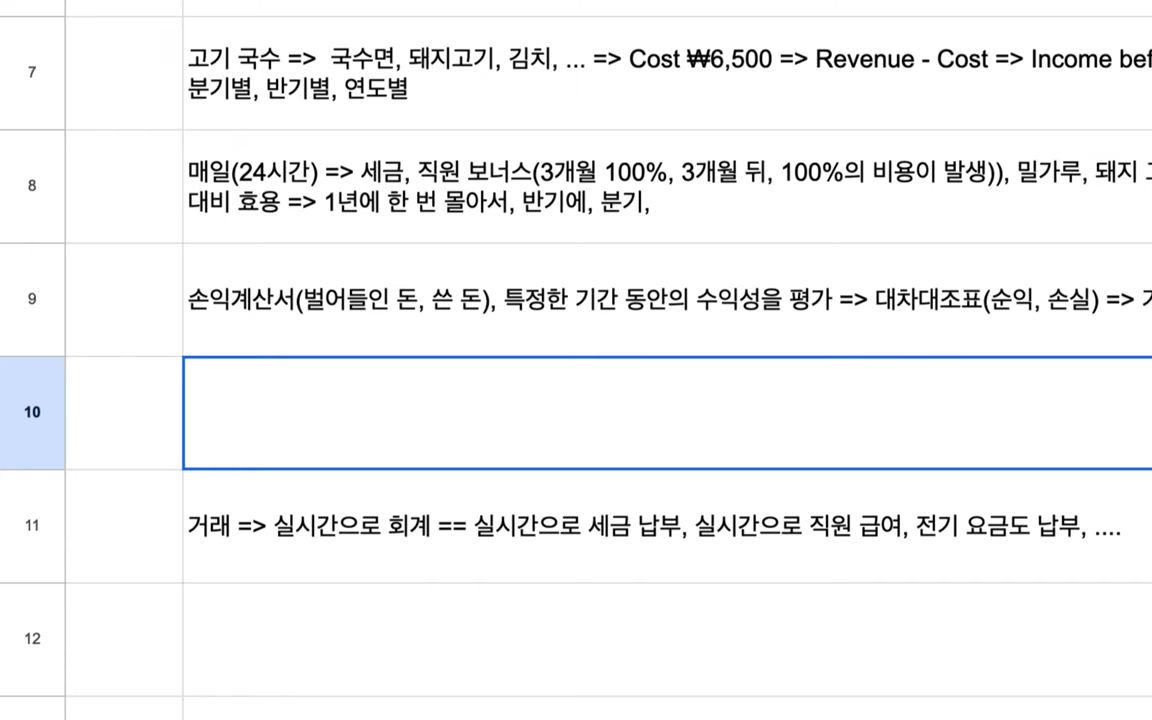 7
고기 국수 => 국수면, 돼지고기, 김치, ... => Cost ₩6,500 => Revenue - Cost => Income
분기별, 반기별, 연도별
8
매일(24시간) => 세금, 직원 보너스(3개월 100%, 3개월 뒤, 100%의 비용이 발생)), 밀가루, 돼지
대비 효용 => 1년에 한 번 몰아서, 반기에, 분기,
9
손익계산서(벌어들인 돈, 쓴 돈), 특정한 기간 동안의 수익성을 평가 => 대차대조표(순익, 손실) =>
10
11
거래 => 실시간으로 회계 == 실시간으로 세금 납부, 실시간으로 직원 급여, 전기 요금도 납부, ....
12